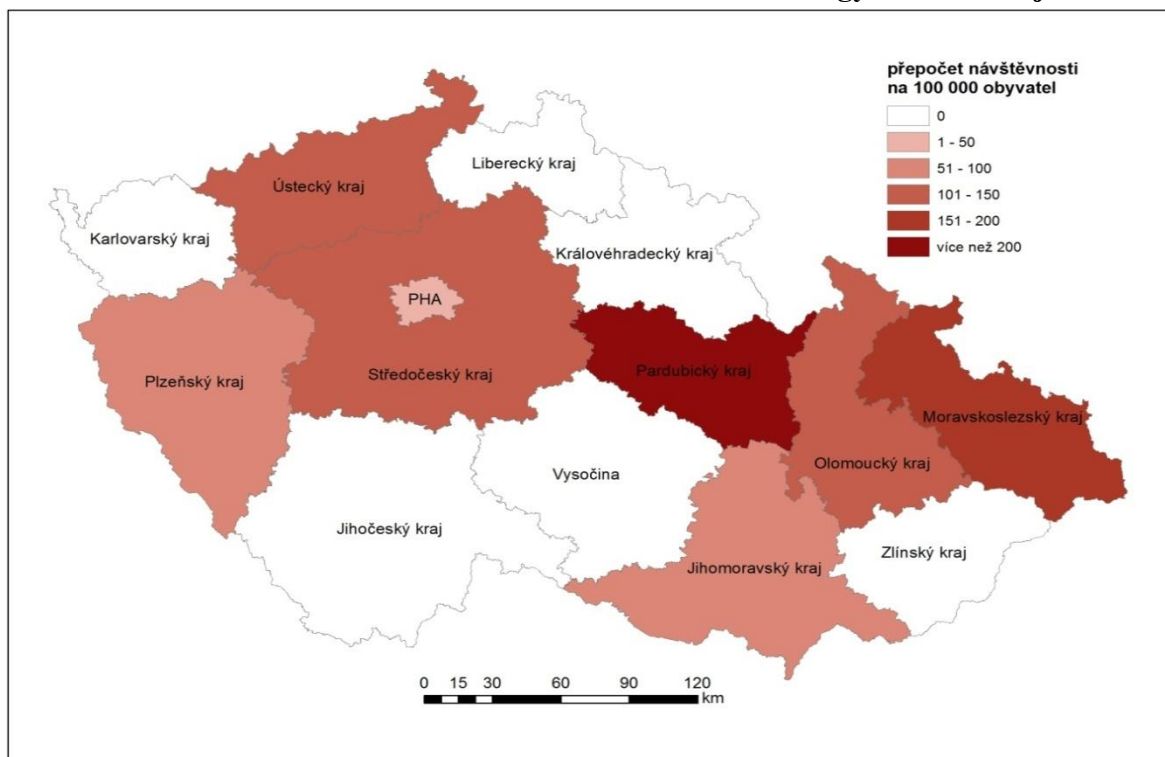 přepočet návštěvnosti
na 100 000 obyvatel
0
1 - 50
51 - 100
101 - 150
151 - 200
více než 200
Liberecký kraj
Ústecký kraj
Karlovarský kraj
Královéhradecký kraj
PHA
Plzeňský kraj
Středočeský kraj
Pardubický kraj
Moravskoslezský kraj
Olomoucký kraj
Vysočina
Jihočeský kraj
Zlínský kraj
Jihomoravský kraj
0 15 30 60 90 120
km